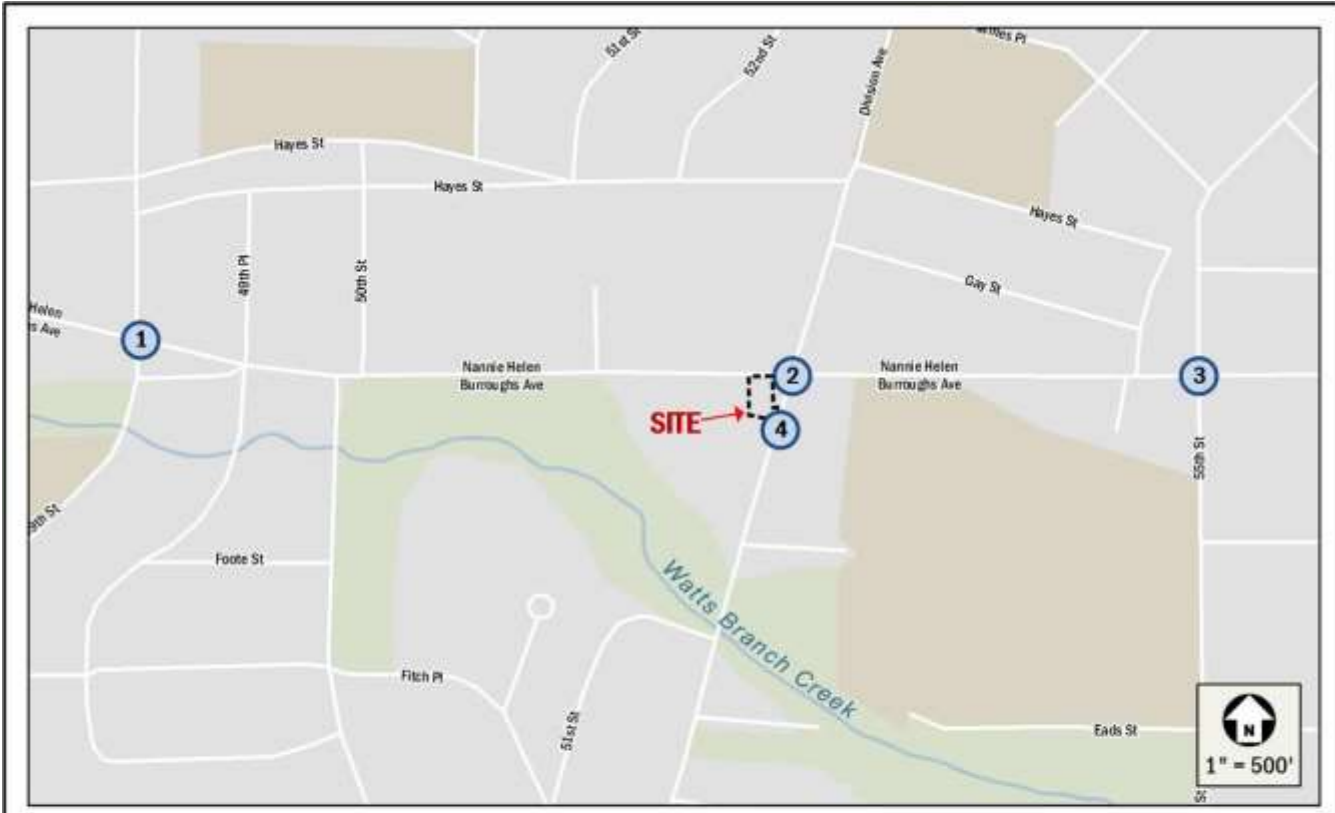 51st St
52nd St
Division Ave
Hayes St
Hayes St
Hayes St
49th Pl
50th St
Gay St
Helen
1
Nannie Helen
Burroughs Ave
2
Nannie Helen
Burroughs Ave
3
SITE
4
55th St
Foote St
Watts Branch Creek
Fitch Pl
51st St
Eads St
N
1" = 500'